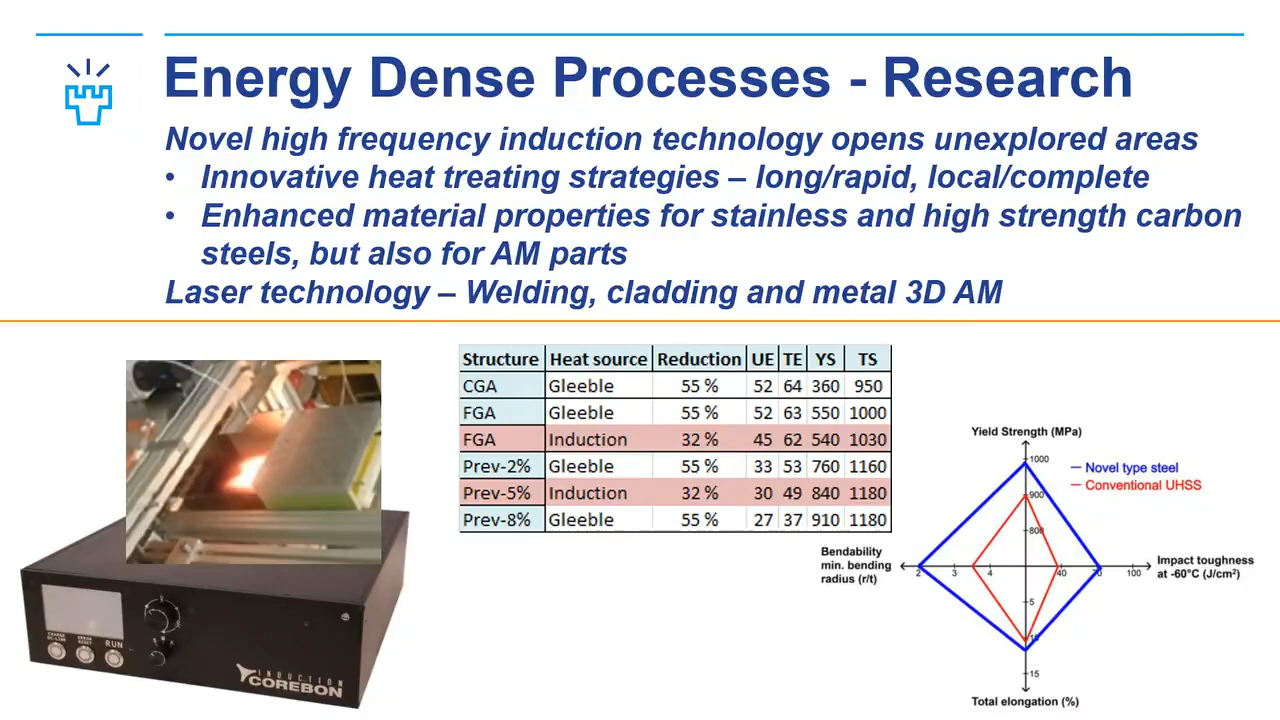 Energy Dense Processes - Research
Novel high frequency induction technology opens unexplored areas
• Innovative heat treating strategies – long/rapid, local/complete
• Enhanced material properties for stainless and high strength carbon
steels, but also for AM parts
Laser technology – Welding, cladding and metal 3D AM
Structure Heat source Reduction UE TE YS TS
CGA Gleeble 55 % 52 64 360 950
FGA Gleeble 55 % 52 63 550 1000
FGA Induction 32 % 45 62 540 1030
Prev-2% Gleeble 55 % 33 53 760 1160
Prev-5% Induction 32 % 30 49 840 1180
Prev-8% Gleeble 55 % 27 37 910 1180
Yield Strength (MPa)
1000
Novel type steel
Conventional UHSS
900
800
Bendability
min. bending
radius (r/t)
2 3 4 40 70 100
Impact toughness
at -60°C (J/cm²)
5
10
15
Total elongation (%)
CHARGE
DC-LINK
ERROR
RESET
RUN
INDUCTION
COREBON